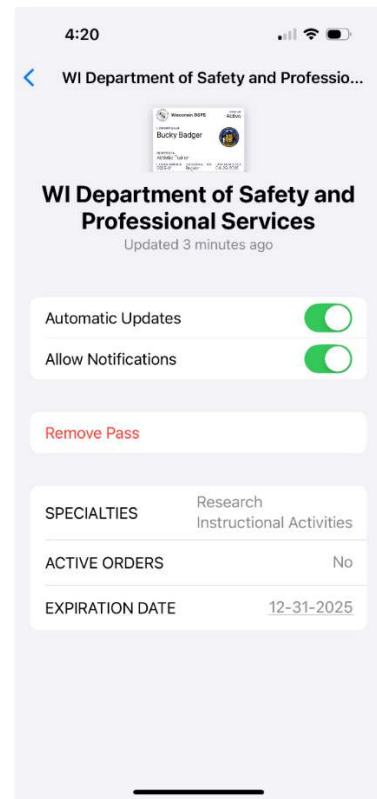 4:20
WI Department of Safety and Professio...
Wisconsin DSPS
Active
Bucky Badger
WI Department of Safety and
Professional Services
Updated 3 minutes ago
Automatic Updates
Allow Notifications
Remove Pass
SPECIALTIES
Research
Instructional Activities
ACTIVE ORDERS
No
EXPIRATION DATE
12-31-2025